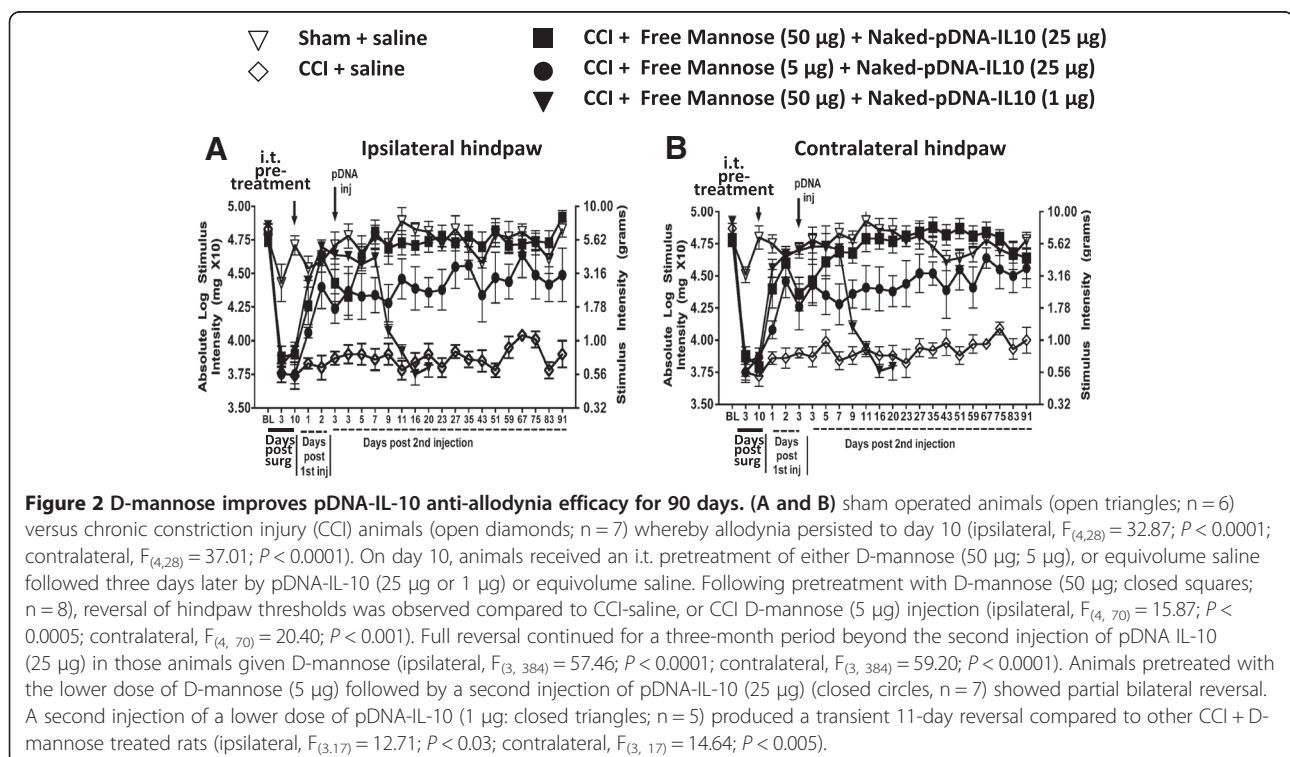 Sham + saline
CCI + saline
CCI + Free Mannose (50 µg) + Naked-pDNA-IL10 (25 µg)
CCI + Free Mannose (5 µg) + Naked-pDNA-IL10 (25 µg)
CCI + Free Mannose (50 µg) + Naked-pDNA-IL10 (1 µg)
A
Ipsilateral hindpaw
i.t.
pre-
treatment
pDNA
inj
Absolute Log Stimulus
Intensity (mg X10)
5.00
4.75
4.50
4.25
4.00
3.75
3.50
10.00
5.62
3.16
1.78
1.00
0.56
0.32
Stimulus Intensity (grams)
BL 3 10 1 2 3 3 5 7 9 11 16 20 23 27 35 43 51 59 67 75 83 91
Days
post
surg
Days
post
1st inj
Days post 2nd injection
B
Contralateral hindpaw
i.t.
pre-
treatment
pDNA
inj
Absolute Log Stimulus
Intensity (mg X10)
5.00
4.75
4.50
4.25
4.00
3.75
3.50
10.00
5.62
3.16
1.78
1.00
0.56
0.32
Stimulus Intensity (grams)
BL 3 10 1 2 3 3 5 7 9 11 16 20 23 27 35 43 51 59 67 75 83 91
Days
post
surg
Days
post
1st inj
Days post 2nd injection
Figure 2 D-mannose improves pDNA-IL-10 anti-allodynia efficacy for 90 days. (A and B) sham operated animals (open triangles; n = 6)
versus chronic constriction injury (CCI) animals (open diamonds; n = 7) whereby allodynia persisted to day 10 (ipsilateral, F(4,28) = 32.87; P < 0.0001;
contralateral, F(4,28) = 37.01; P < 0.0001). On day 10, animals received an i.t. pretreatment of either D-mannose (50 µg; 5 µg), or equivolume saline
followed three days later by pDNA-IL-10 (25 µg or 1 µg) or equivolume saline. Following pretreatment with D-mannose (50 µg; closed squares;
n = 8), reversal of hindpaw thresholds was observed compared to CCI-saline, or CCI D-mannose (5 µg) injection (ipsilateral, F(4, 70) = 15.87; P <
0.0005; contralateral, F(4, 70) = 20.40; P < 0.001). Full reversal continued for a three-month period beyond the second injection of pDNA IL-10
(25 µg) in those animals given D-mannose (ipsilateral, F(3, 384) = 57.46; P < 0.0001; contralateral, F(3, 384) = 59.20; P < 0.0001). Animals pretreated with
the lower dose of D-mannose (5 µg) followed by a second injection of pDNA-IL-10 (25 µg) (closed circles, n = 7) showed partial bilateral reversal.
A second injection of a lower dose of pDNA-IL-10 (1 µg: closed triangles; n = 5) produced a transient 11-day reversal compared to other CCI + D-
mannose treated rats (ipsilateral, F(3.17) = 12.71; P < 0.03; contralateral, F(3, 17) = 14.64; P < 0.005).